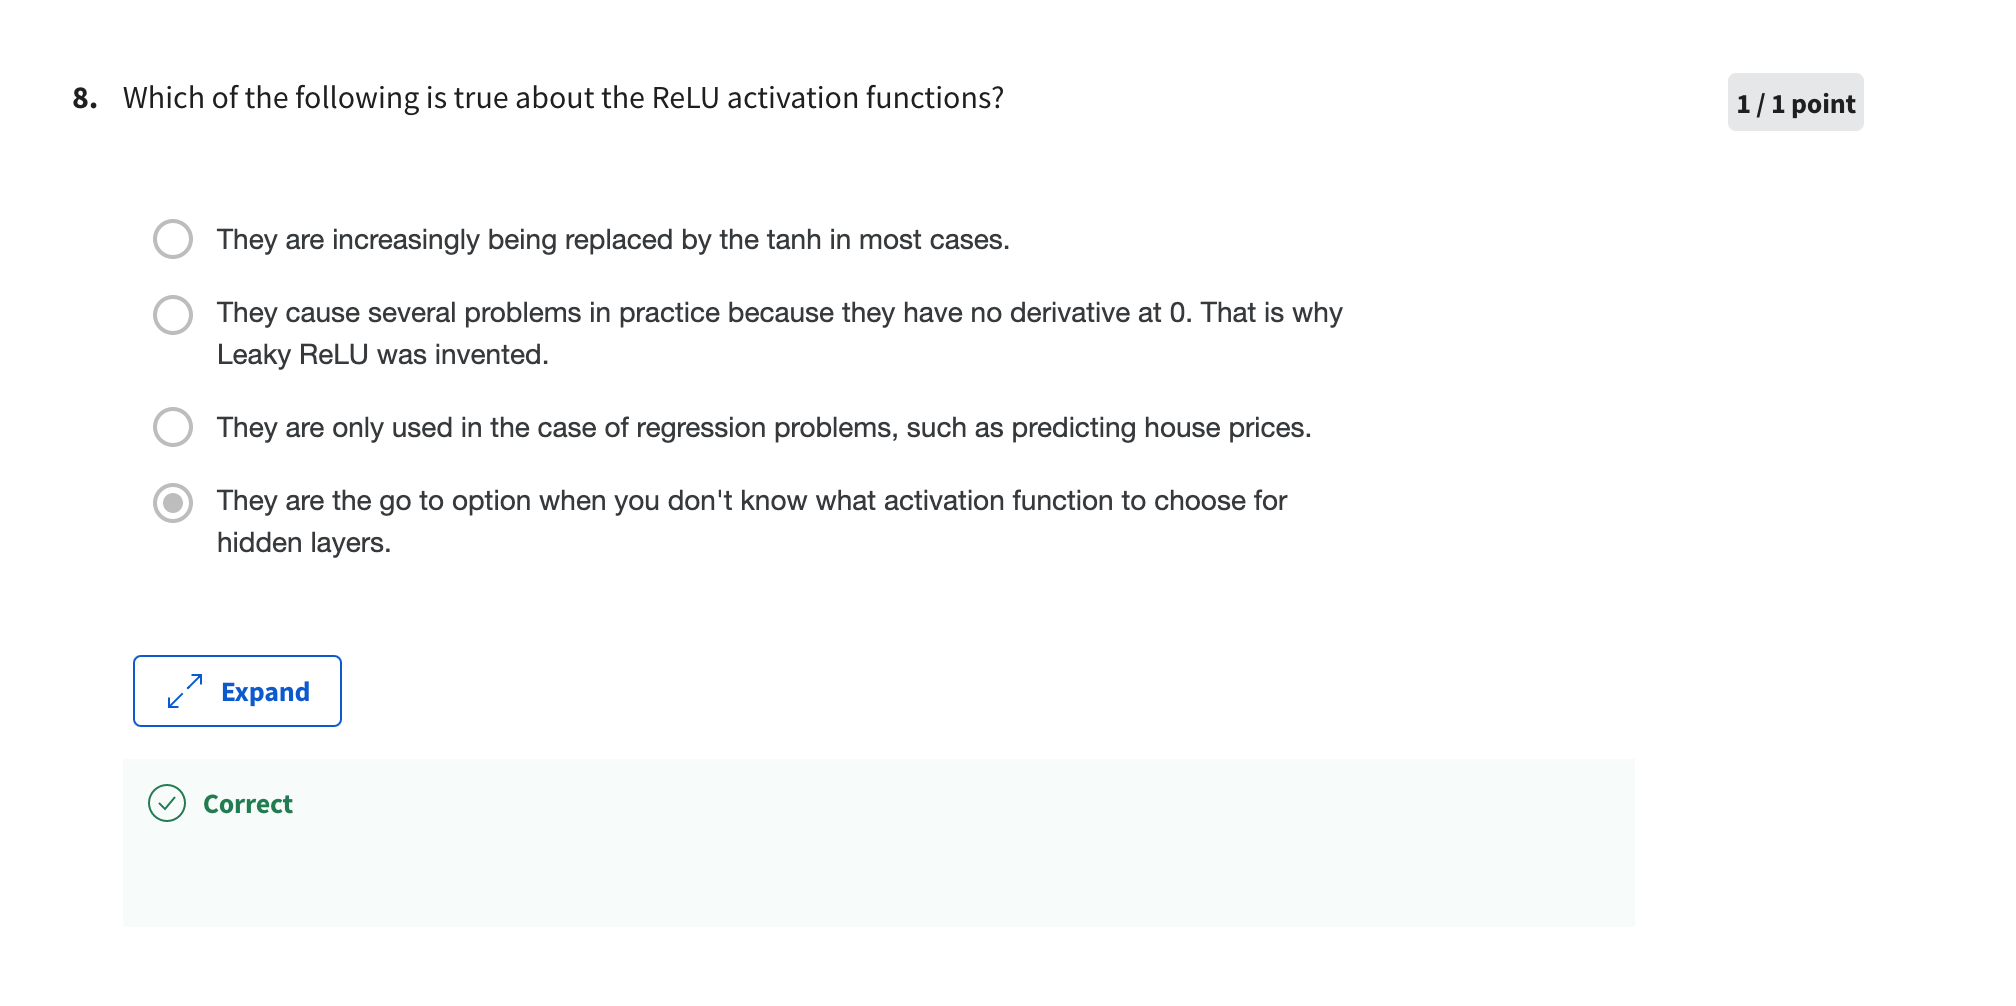 8. Which of the following is true about the ReLU activation functions?
1 / 1 point
They are increasingly being replaced by the tanh in most cases.
They cause several problems in practice because they have no derivative at 0. That is why
Leaky ReLU was invented.
They are only used in the case of regression problems, such as predicting house prices.
They are the go to option when you don't know what activation function to choose for
hidden layers.
Expand
Correct